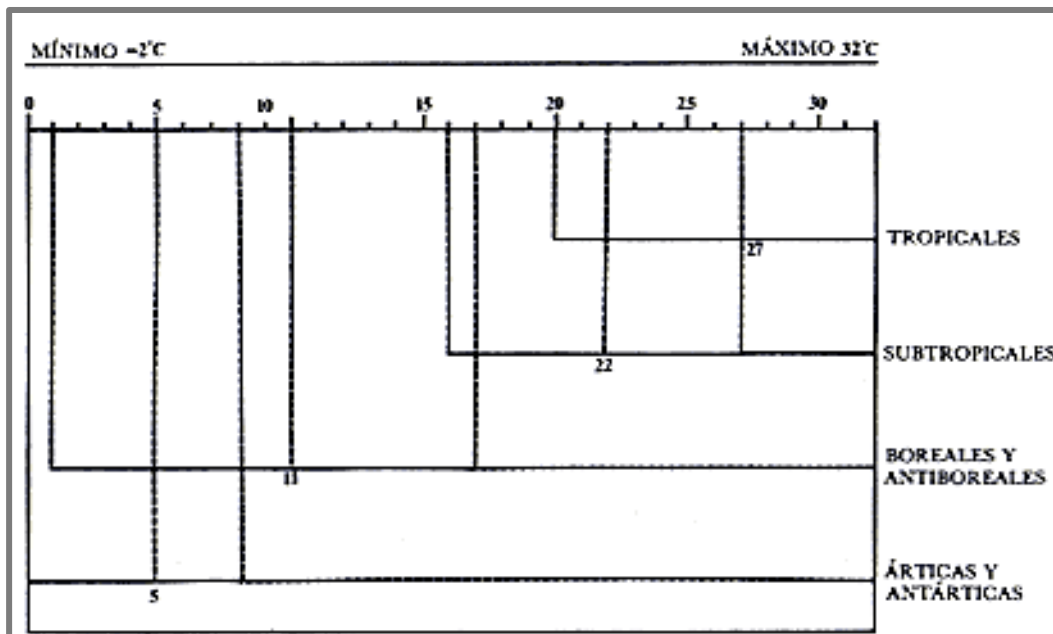 MÍNIMO -2°C MÁXIMO 32°C
0 5 10 15 20 25 30
TROPICALES
27
SUBTROPICALES
22
BOREALES Y
ANTIBOREALES
11
ÁRTICAS Y
ANTÁRTICAS
5